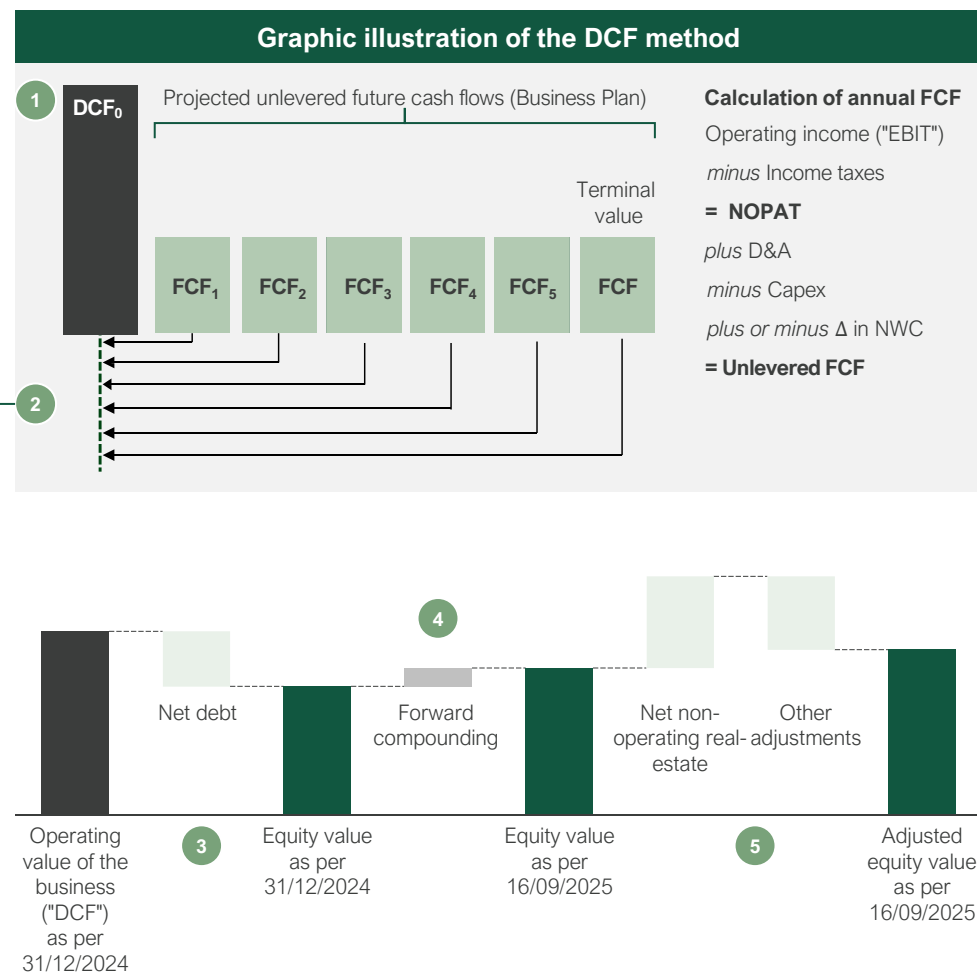 Graphic illustration of the DCF method
1
DCF₀
Projected unlevered future cash flows (Business Plan)
Terminal
value
FCF₁
FCF₂
FCF₃
FCF₄
FCF₅
FCF
2
Calculation of annual FCF
Operating income ("EBIT")
minus Income taxes
= NOPAT
plus D&A
minus Capex
plus or minus Δ in NWC
= Unlevered FCF
4
Net debt
Forward
compounding
Net non-
operating real-
estate
Other
adjustments
Operating
value of the
business
("DCF")
as per
31/12/2024
3
Equity value
as per
31/12/2024
Equity value
as per
16/09/2025
5
Adjusted
equity value
as per
16/09/2025